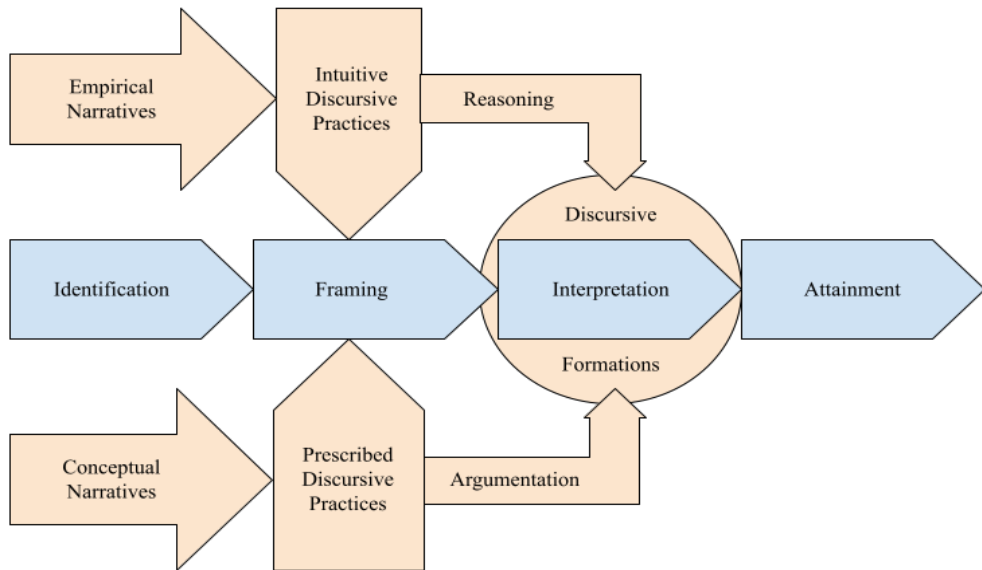 Empirical
Narratives
Intuitive
Discursive
Practices
Reasoning
Discursive
Identification
Framing
Interpretation
Attainment
Formations
Conceptual
Narratives
Prescribed
Discursive
Practices
Argumentation